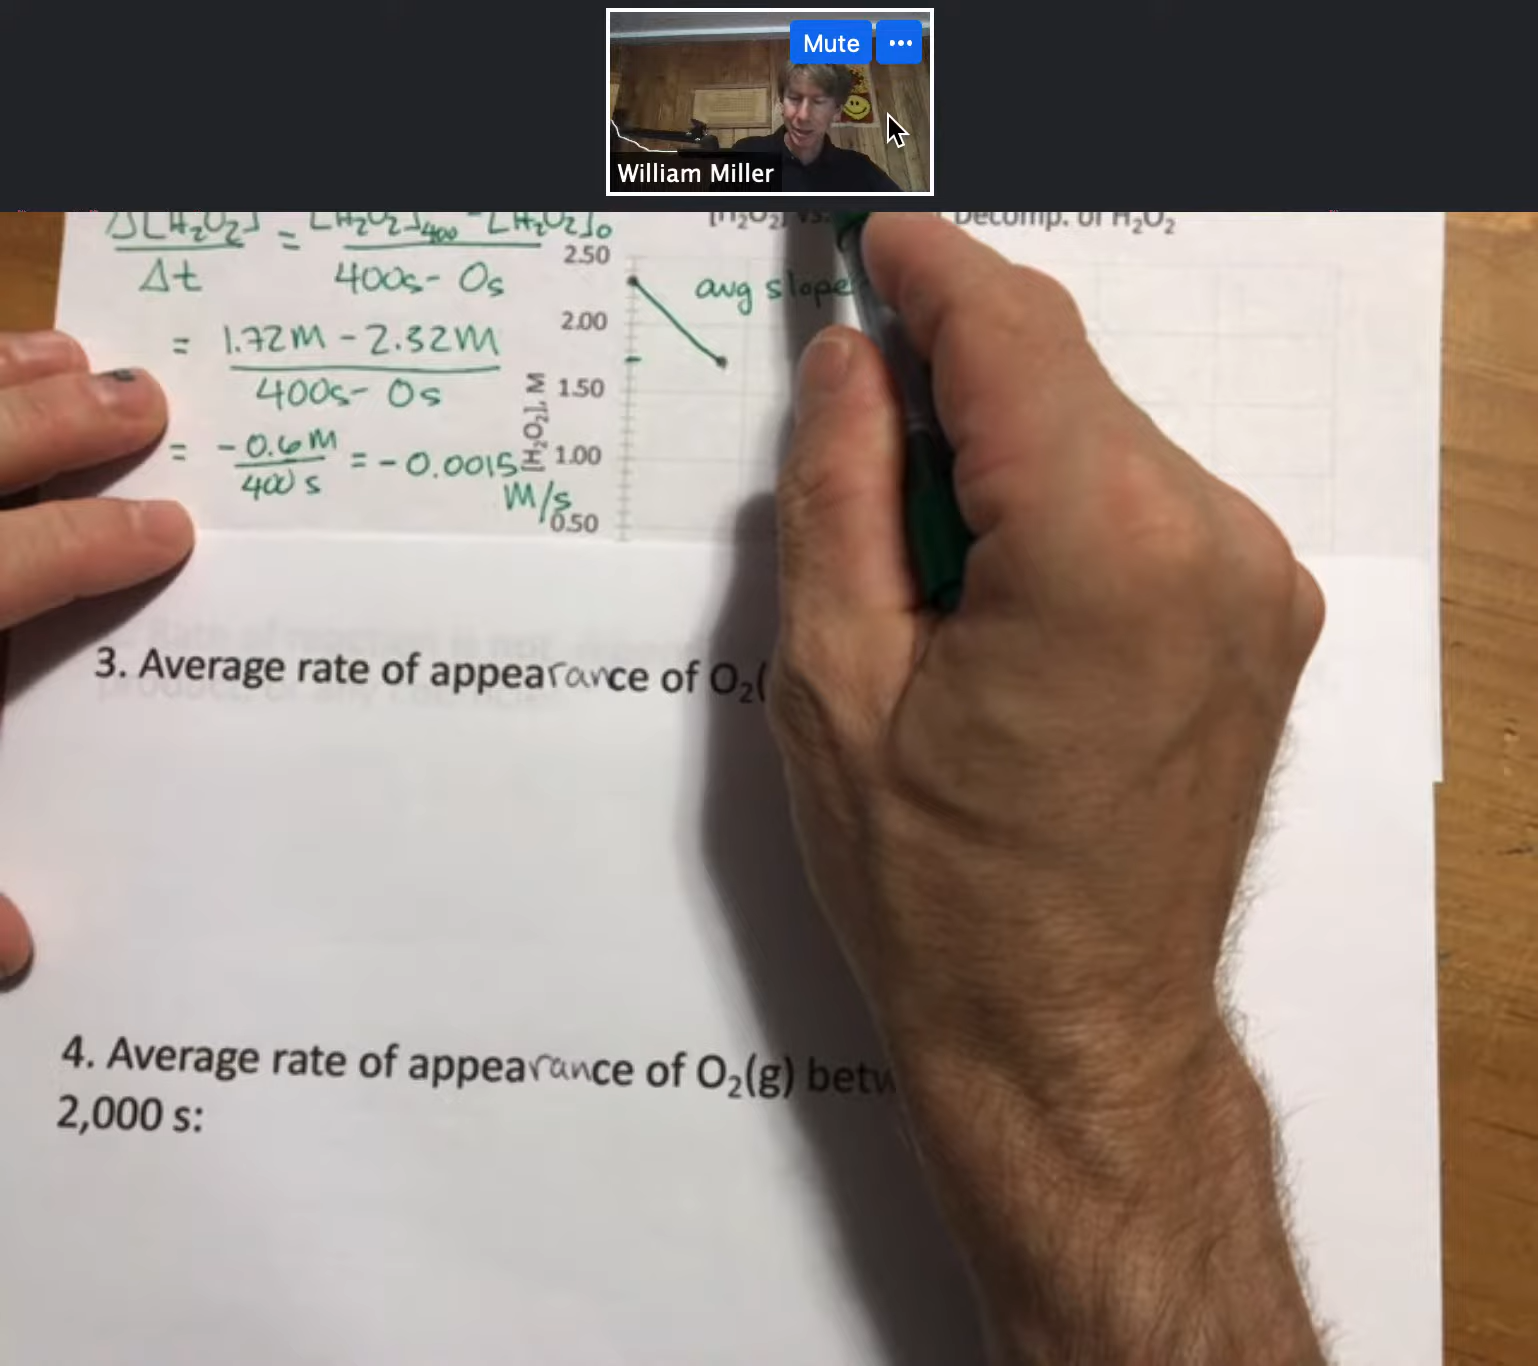 Mute
William Miller
Δ[H₂O₂] = [H₂O₂]₄₀₀ - [H₂O₂]₀
Δt 400s - 0s
= 1.72M - 2.32M
400s - 0s
= -0.6M = -0.0015
400 s M/s
[H₂O₂] vs. Decomp. of H₂O₂
2.50
avg slope
2.00
1.50
[H₂O₂], M
1.00
0.50
3. Average rate of appearance of O₂(
4. Average rate of appearance of O₂(g)
2,000 s: